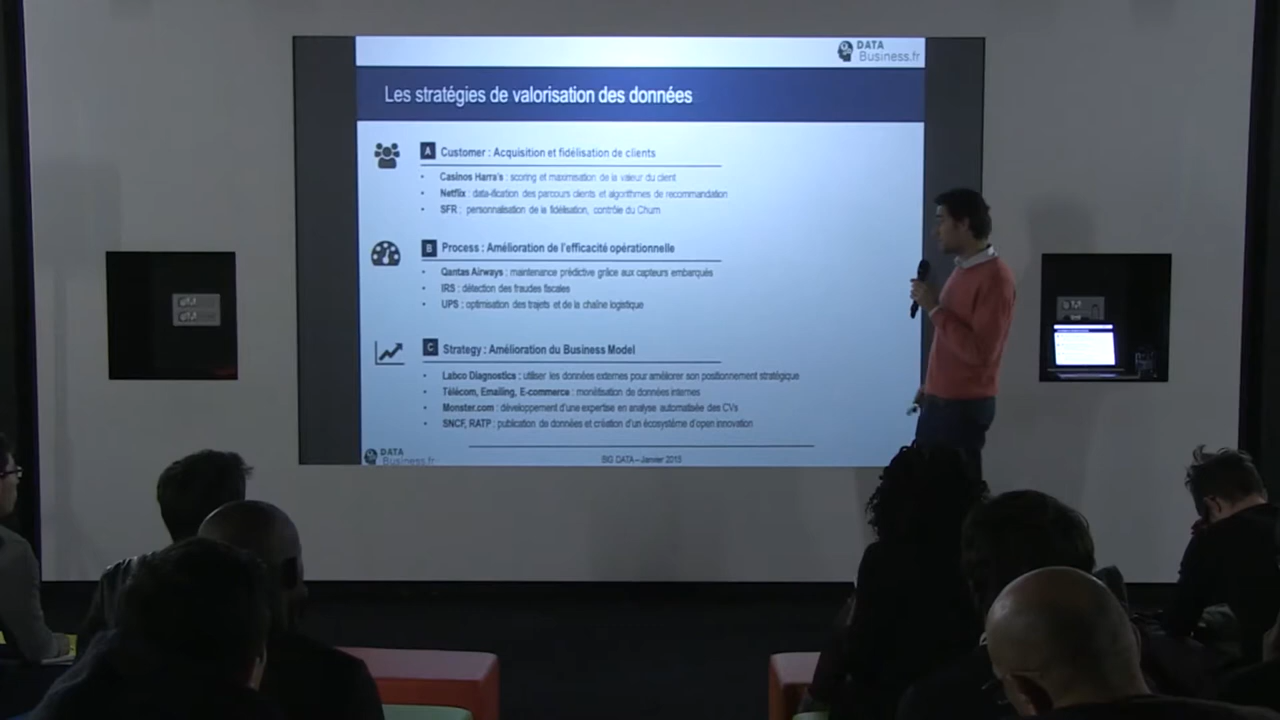 DATA
Business.fr
Les stratégies de valorisation des données
A Customer : Acquisition et fidélisation de clients
• Casinos Harra's : scoring et maximisation de la valeur du client
• Netflix : data-ification des parcours clients et algorithmes de recommandation
• SFR : personnalisation de la fidélisation, contrôle du Churn
B Process : Amélioration de l'efficacité opérationnelle
• Qantas Airways : maintenance prédictive grâce aux capteurs embarqués
• IRS : détection des fraudes fiscales
• UPS : optimisation des trajets et de la chaîne logistique
C Strategy : Amélioration du Business Model
• Labco Diagnostics : utiliser les données externes pour améliorer son positionnement stratégique
• Télécom, Emailing, E-commerce : monétisation de données internes
• Monster.com : développement d'une expertise en analyse automatisée des CVs
• SNCF, RATP : publication de données et création d'un écosystème d'open innovation
DATA
Business.fr
BIG DATA – Janvier 2013